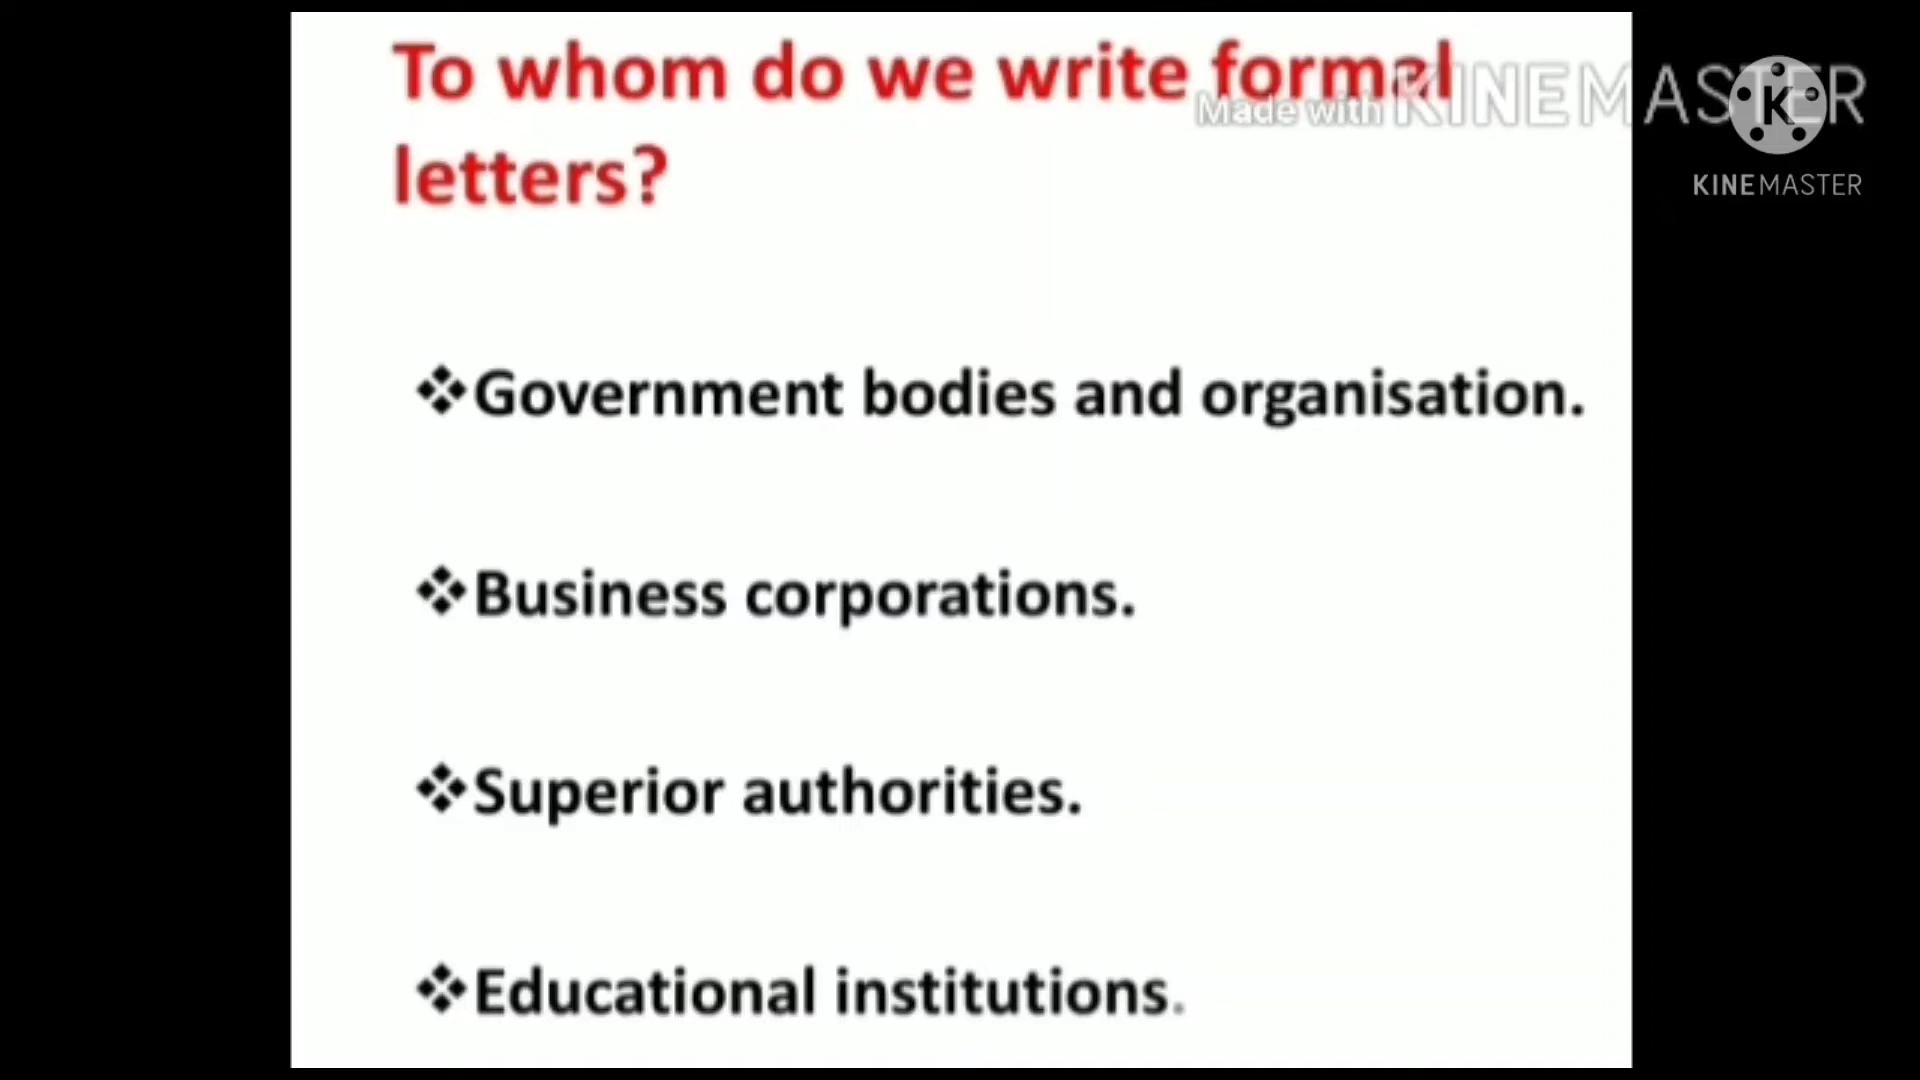 To whom do we write formal
letters?
Made with KINEMASTER
K
KINEMASTER
❖Government bodies and organisation.
❖Business corporations.
❖Superior authorities.
❖Educational institutions.